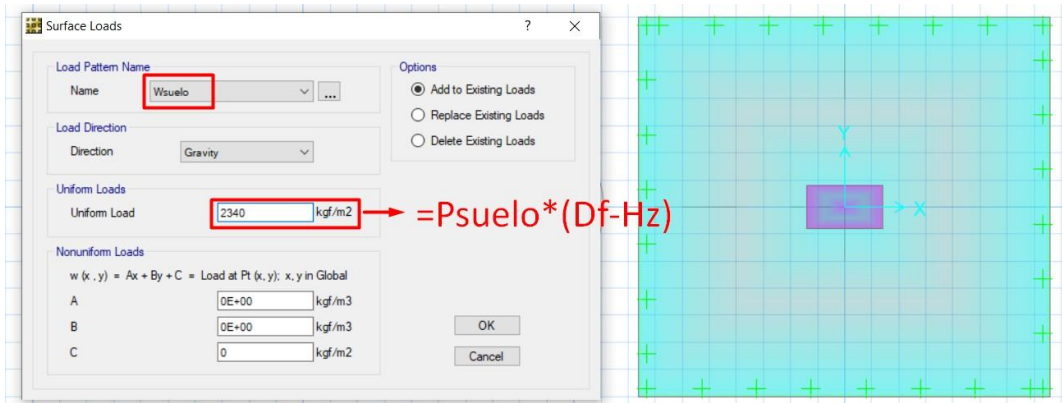 Surface Loads ? ×
Load Pattern Name
Name Wsuelo ...
Load Direction
Direction Gravity
Uniform Loads
Uniform Load 2340 kgf/m2
Nonuniform Loads
w (x , y) = Ax + By + C = Load at Pt (x, y); x, y in Global
A 0E+00 kgf/m3
B 0E+00 kgf/m3
C 0 kgf/m2
Options
Add to Existing Loads
Replace Existing Loads
Delete Existing Loads
OK
Cancel
=Psuelo*(Df-Hz)
Y
X